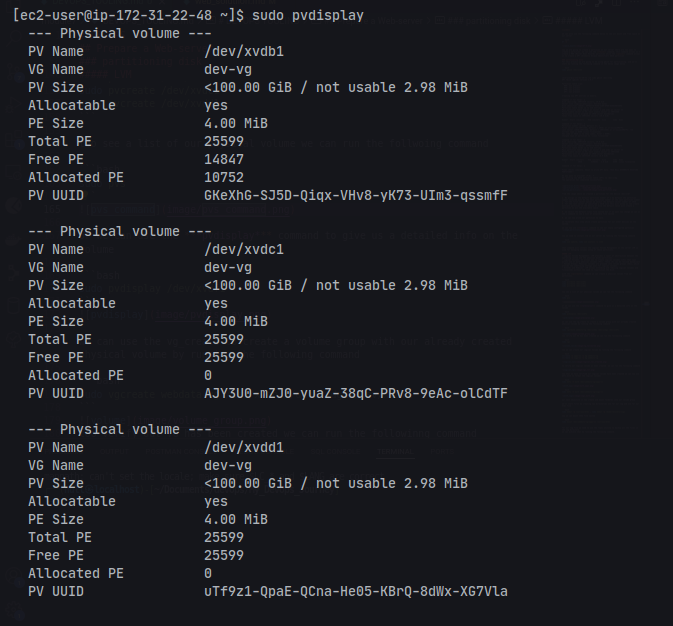 [ec2-user@ip-172-31-22-48 ~]$ sudo pvdisplay
--- Physical volume ---
PV Name /dev/xvdb1
VG Name dev-vg
PV Size <100.00 GiB / not usable 2.98 MiB
Allocatable yes
PE Size 4.00 MiB
Total PE 25599
Free PE 14847
Allocated PE 10752
PV UUID GKeXhG-SJ5D-Qiqx-VHv8-yK73-UIm3-qssmfF
--- Physical volume ---
PV Name /dev/xvdc1
VG Name dev-vg
PV Size <100.00 GiB / not usable 2.98 MiB
Allocatable yes
PE Size 4.00 MiB
Total PE 25599
Free PE 25599
Allocated PE 0
PV UUID AJY3U0-mZJ0-yuaZ-38qC-PRv8-9eAc-olCdTF
--- Physical volume ---
PV Name /dev/xvdd1
VG Name dev-vg
PV Size <100.00 GiB / not usable 2.98 MiB
Allocatable yes
PE Size 4.00 MiB
Total PE 25599
Free PE 25599
Allocated PE 0
PV UUID uTf9z1-QpaE-QCna-He05-KBrQ-8dWx-XG7Vla